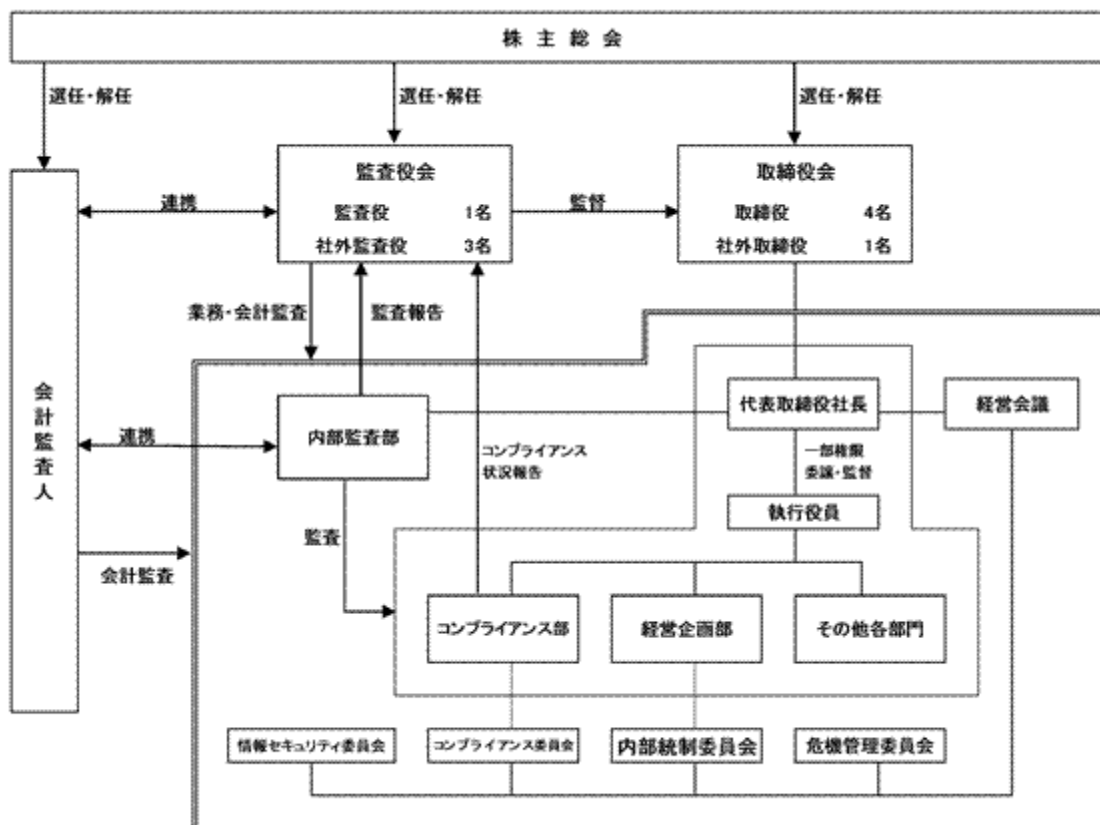 株主総会
選任・解任
選任・解任
選任・解任
監査役会
監査役 1名
社外監査役 3名
取締役会
取締役 4名
社外取締役 1名
連携
監督
業務・会計監査
監査報告
会計監査人
代表取締役社長
経営会議
内部監査部
連携
コンプライアンス
状況報告
一部権限
委譲・監督
執行役員
監査
会計監査
コンプライアンス部
経営企画部
その他各部門
情報セキュリティ委員会
コンプライアンス委員会
内部統制委員会
危機管理委員会